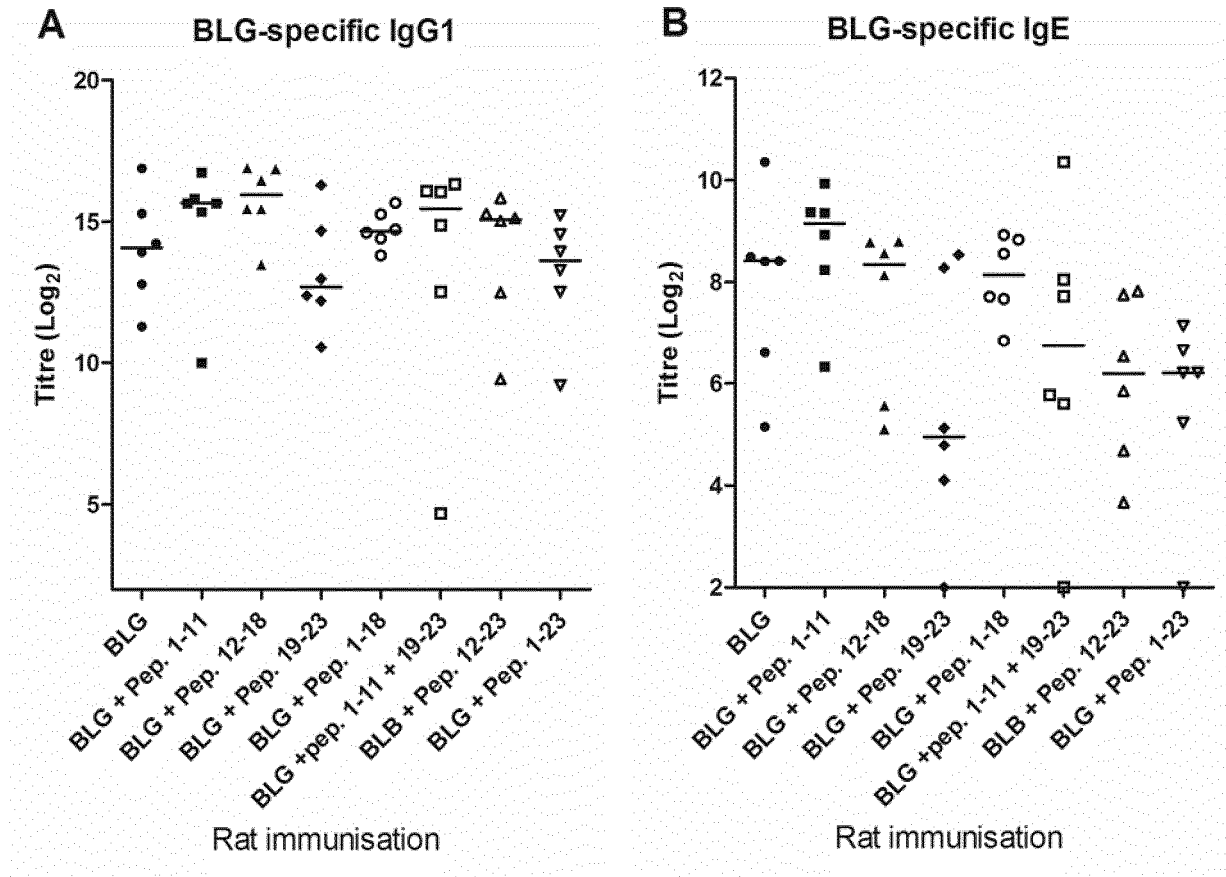 A
BLG-specific IgG1
Titre (Log2)
20
15
10
5
BLG
BLG + Pep. 1-11
BLG + Pep. 12-18
BLG + Pep. 19-23
BLG + Pep. 1-18
BLG +pep. 1-11 + 19-23
BLB + Pep. 12-23
BLG + Pep. 1-23
Rat immunisation
B
BLG-specific IgE
Titre (Log2)
12
10
8
6
4
2
BLG
BLG + Pep. 1-11
BLG + Pep. 12-18
BLG + Pep. 19-23
BLG + Pep. 1-18
BLG +pep. 1-11 + 19-23
BLB + Pep. 12-23
BLG + Pep. 1-23
Rat immunisation